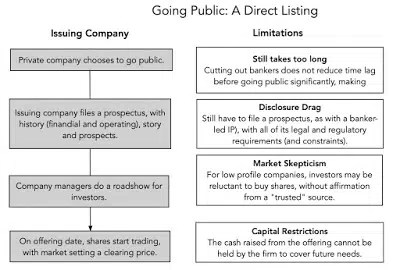 Going Public: A Direct Listing
Issuing Company
Private company chooses to go public.
Issuing company files a prospectus, with
history (financial and operating), story
and prospects.
Company managers do a roadshow for
investors.
On offering date, shares start trading,
with market setting a clearing price.
Limitations
Still takes too long
Cutting out bankers does not reduce time lag
before going public significantly, making
Disclosure Drag
Still have to file a prospectus, as with a banker-
led IP), with all of its legal and regulatory
requirements (and constraints).
Market Skepticism
For low profile companies, investors may be
reluctant to buy shares, without affirmation
from a "trusted" source.
Capital Restrictions
The cash raised from the offering cannot be
held by the firm to cover future needs.